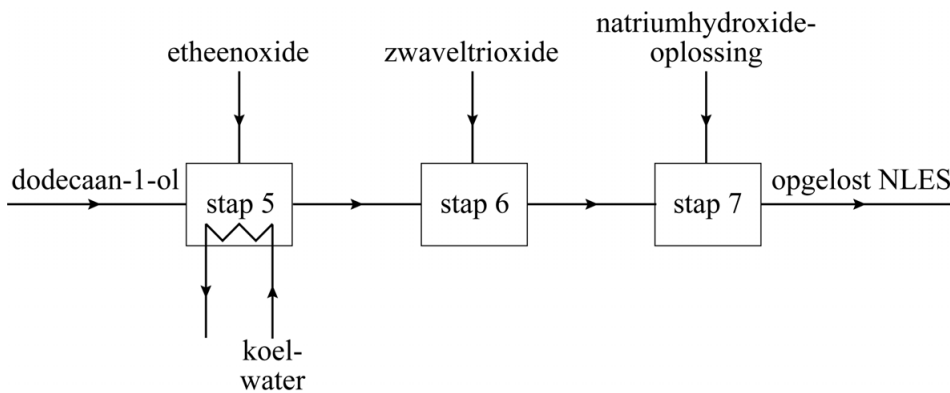 natriumhydroxide-
etheenoxide
zwaveltrioxide
oplossing
dodecaan-1-ol
stap 5
stap 6
stap 7
opgelost NLES
koel-
water